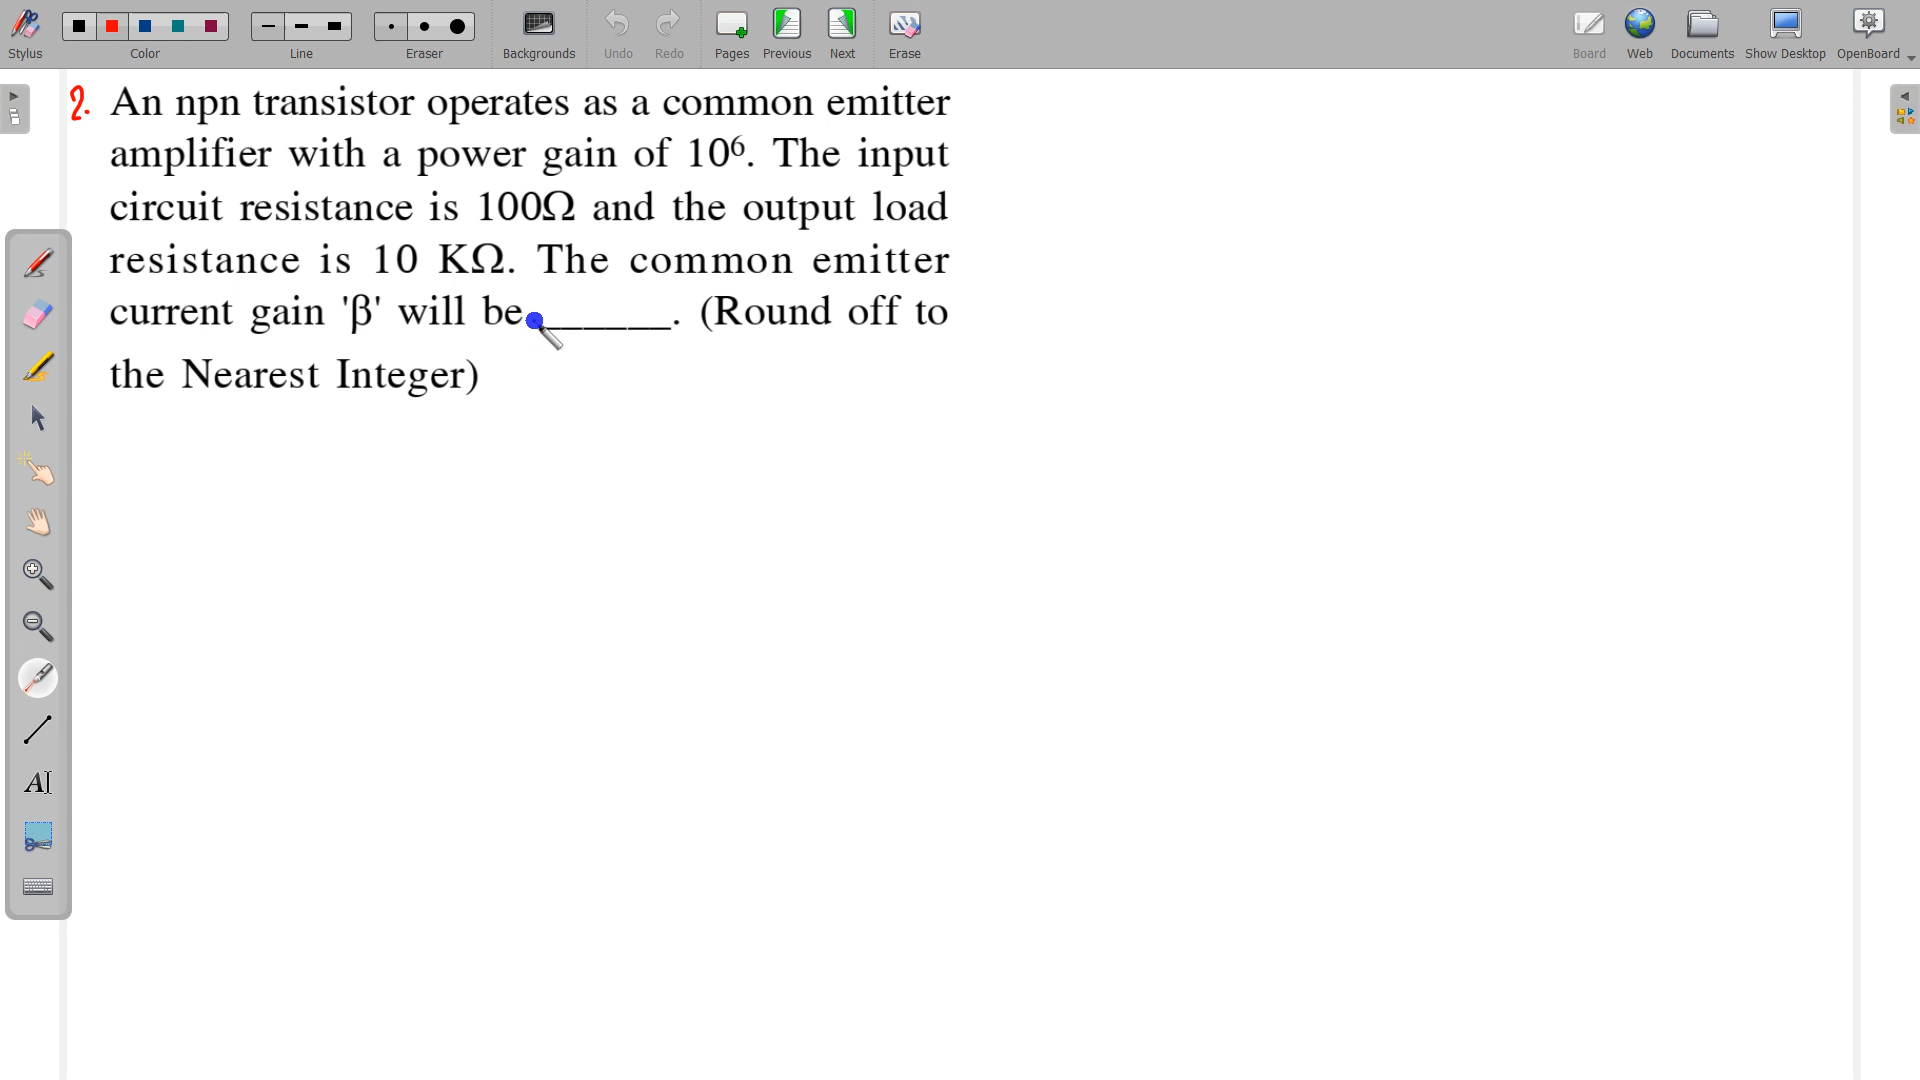 Stylus
Color
Line
Eraser
Backgrounds
Undo
Redo
Pages
Previous
Next
Erase
Board
Web
Documents
Show Desktop
OpenBoard
2. An npn transistor operates as a common emitter
amplifier with a power gain of 10⁶. The input
circuit resistance is 100Ω and the output load
resistance is 10 KΩ. The common emitter
current gain 'β' will be ______. (Round off to
the Nearest Integer)
AI